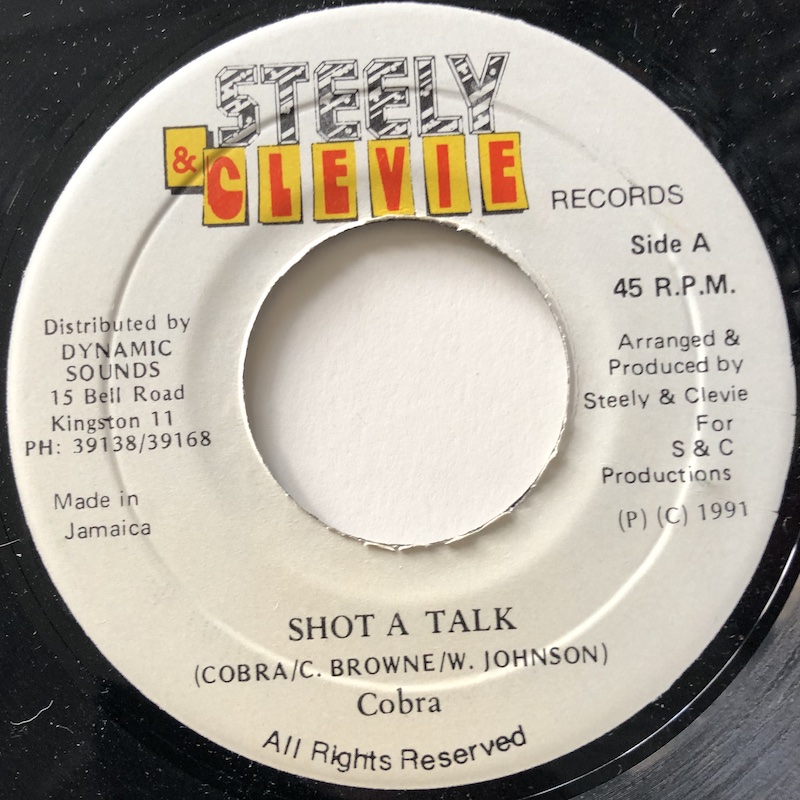 STEELY
& CLEVIE
RECORDS
Side A
45 R.P.M.
Distributed by
DYNAMIC
SOUNDS
15 Bell Road
Kingston 11
PH: 39138/39168
Made in
Jamaica
Arranged &
Produced by
Steely & Clevie
For
S & C
Productions
(P) (C) 1991
SHOT A TALK
(COBRA/C. BROWNE/W. JOHNSON)
Cobra
All Rights Reserved